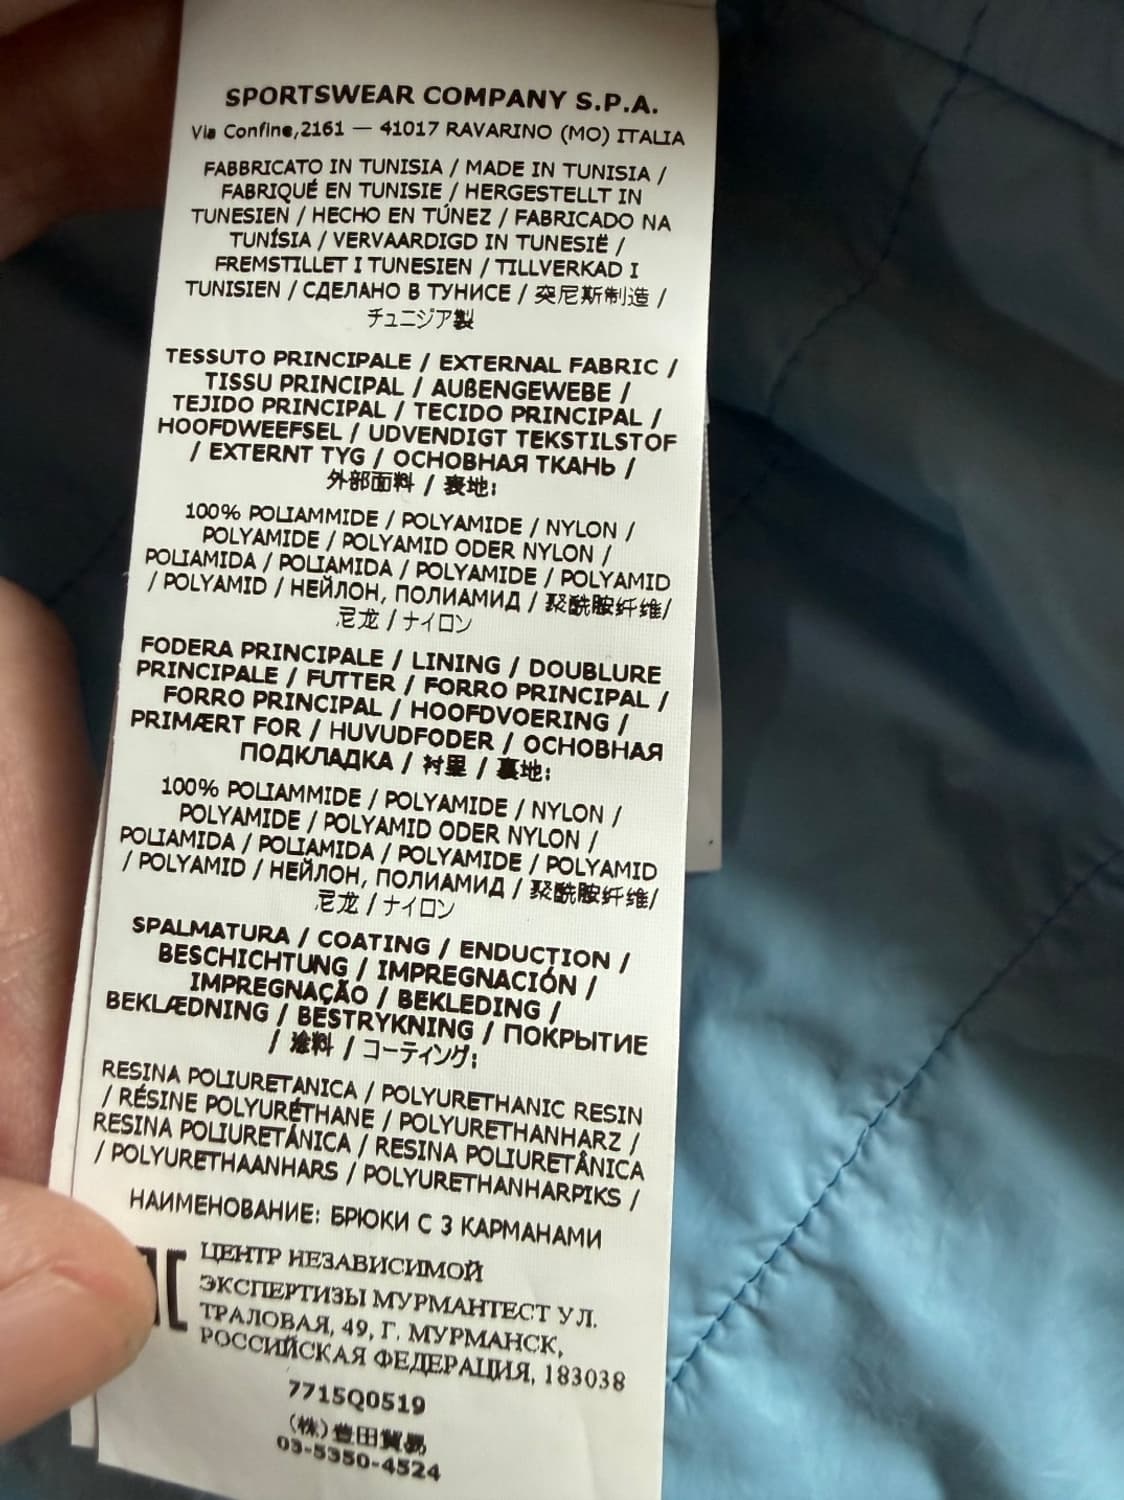 SPORTSWEAR COMPANY S.P.A.
Via Confine,2161 — 41017 RAVARINO (MO) ITALIA
FABBRICATO IN TUNISIA / MADE IN TUNISIA /
FABRIQUÉ EN TUNISIE / HERGESTELLT IN
TUNESIEN / HECHO EN TÚNEZ / FABRICADO NA
TUNÍSIA / VERVAARDIGD IN TUNESIË /
FREMSTILLET I TUNESIEN / TILLVERKAD I
TUNISIEN / СДЕЛАНО В ТУНИСЕ / 突尼斯制造 /
チュニジア製
TESSUTO PRINCIPALE / EXTERNAL FABRIC /
TISSU PRINCIPAL / AUßENGEWEBE /
TEJIDO PRINCIPAL / TECIDO PRINCIPAL /
HOOFDWEEFSEL / UDVENDIGT TEKSTILSTOF
/ EXTERNT TYG / ОСНОВНАЯ ТКАНЬ /
外部面料 / 表地:
100% POLIAMMIDE / POLYAMIDE / NYLON /
POLYAMIDE / POLYAMID ODER NYLON /
POLIAMIDA / POLIAMIDA / POLYAMIDE / POLYAMID
/ POLYAMID / НЕЙЛОН, ПОЛИАМИД / 聚酰胺纤维/
尼龙 / ナイロン
FODERA PRINCIPALE / LINING / DOUBLURE
PRINCIPALE / FUTTER / FORRO PRINCIPAL /
FORRO PRINCIPAL / HOOFDVOERING /
PRIMÆRT FOR / HUVUDFODER / ОСНОВНАЯ
ПОДКЛАДКА / 衬里 / 裏地:
100% POLIAMMIDE / POLYAMIDE / NYLON /
POLYAMIDE / POLYAMID ODER NYLON /
POLIAMIDA / POLIAMIDA / POLYAMIDE / POLYAMID
/ POLYAMID / НЕЙЛОН, ПОЛИАМИД / 聚酰胺纤维/
尼龙 / ナイロン
SPALMATURA / COATING / ENDUCTION /
BESCHICHTUNG / IMPREGNACIÓN /
IMPREGNAÇÃO / BEKLEDING /
BEKLÆDNING / BESTRYKNING / ПОКРЫТИЕ
/ 涂料 / コーティング:
RESINA POLIURETANICA / POLYURETHANIC RESIN
/ RÉSINE POLYURÉTHANE / POLYURETHANHARZ /
RESINA POLIURETÁNICA / RESINA POLIURETÂNICA
/ POLYURETHAANHARS / POLYURETHANHARPIKS /
НАИМЕНОВАНИЕ: БРЮКИ С 3 КАРМАНАМИ
ЦЕНТР НЕЗАВИСИМОЙ
ЭКСПЕРТИЗЫ МУРМАНТЕСТ УЛ.
ТРАЛОВАЯ, 49, Г. МУРМАНСК,
РОССИЙСКАЯ ФЕДЕРАЦИЯ, 183038
7715Q0519
(株)豊田貿易
03-5350-4524